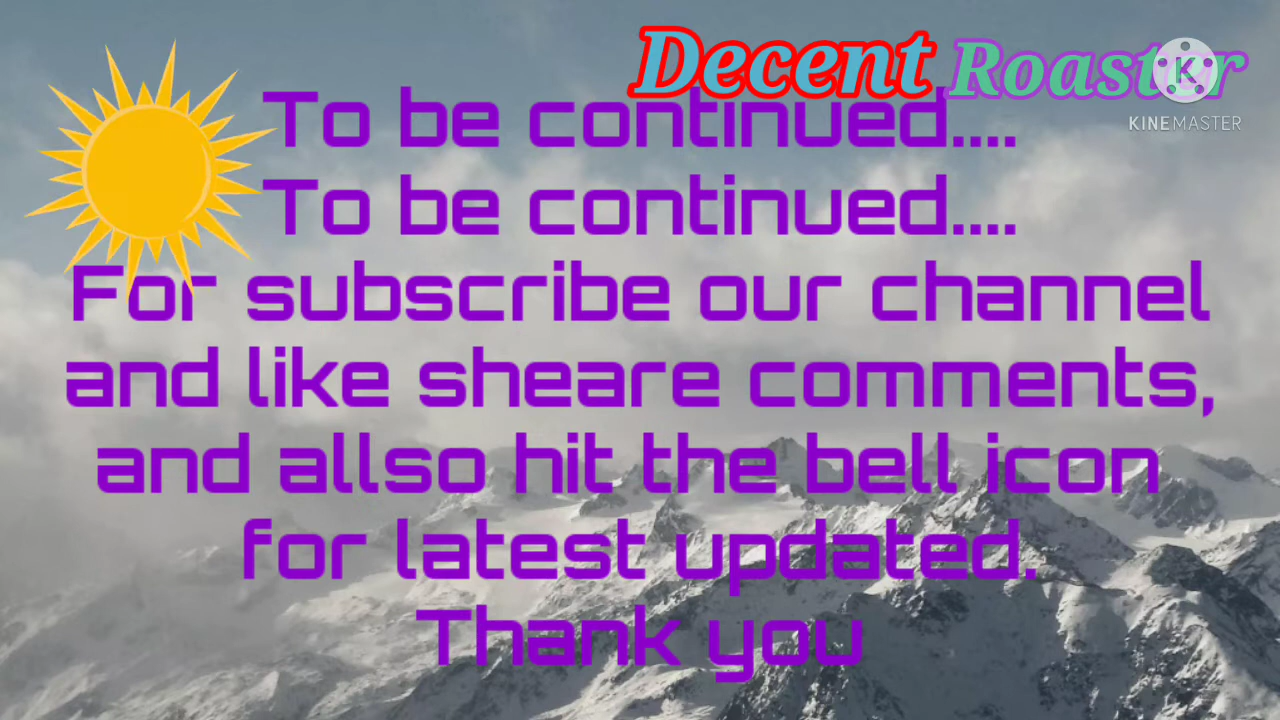 Decent Roaster
KINEMASTER
To be continued....
To be continued....
For subscribe our channel
and like sheare comments,
and allso hit the bell icon
for latest updated.
Thank you